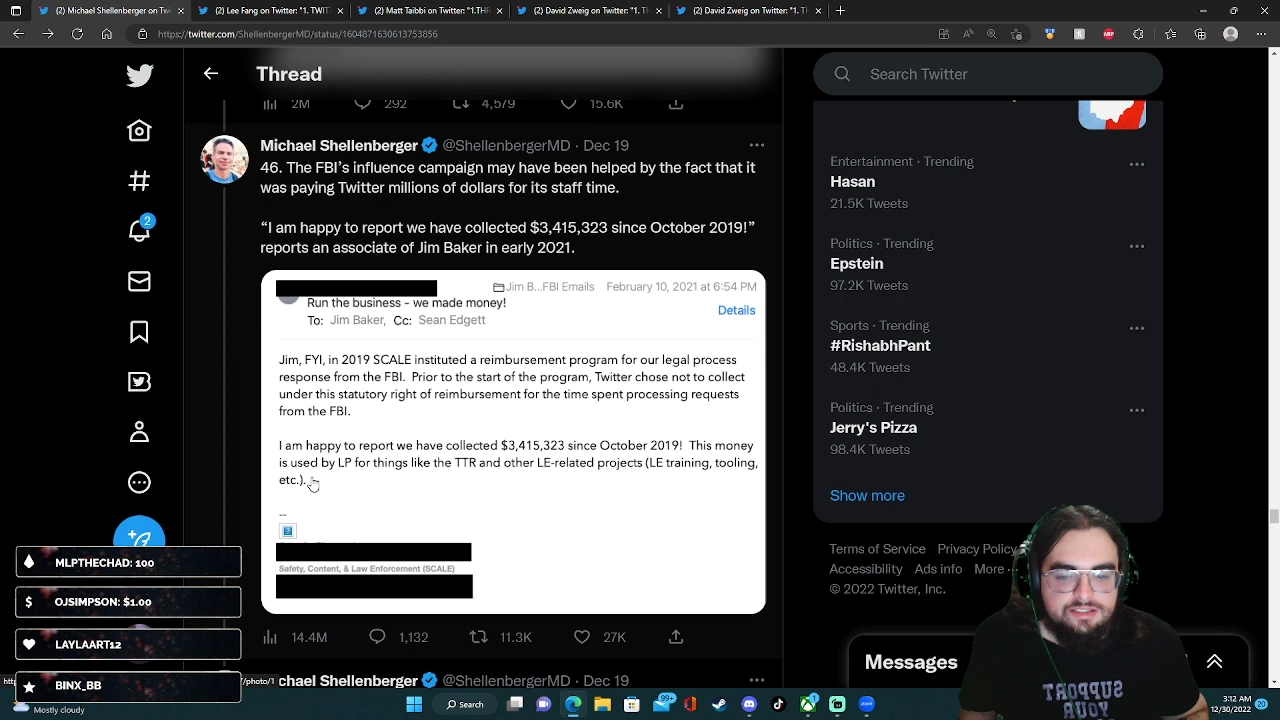 Michael Shellenberger on Twi
Lee Fang on Twitter: "1. TWITT
Matt Taibbi on Twitter: "1.THR
David Zweig on Twitter: "1. TH
David Zweig on Twitter: "1. TH
https://twitter.com/ShellenbergerMD/status/1604871630613753856
Thread
Search Twitter
2M 292 4,579 15.6K
Michael Shellenberger @ShellenbergerMD · Dec 19
46. The FBI's influence campaign may have been helped by the fact that it
was paying Twitter millions of dollars for its staff time.
“I am happy to report we have collected $3,415,323 since October 2019!”
reports an associate of Jim Baker in early 2021.
Jim B...FBI Emails February 10, 2021 at 6:54 PM
Run the business - we made money!
To: Jim Baker, Cc: Sean Edgett
Details
Jim, FYI, in 2019 SCALE instituted a reimbursement program for our legal process
response from the FBI. Prior to the start of the program, Twitter chose not to collect
under this statutory right of reimbursement for the time spent processing requests
from the FBI.
I am happy to report we have collected $3,415,323 since October 2019! This money
is used by LP for things like the TTR and other LE-related projects (LE training, tooling,
etc.).
--
Safety, Content, & Law Enforcement (SCALE)
14.4M 1,132 11.3K 27K
chael Shellenberger @ShellenbergerMD · Dec 19
2
Entertainment · Trending
Hasan
21.5K Tweets
Politics · Trending
Epstein
97.2K Tweets
Sports · Trending
#RishabhPant
48.4K Tweets
Politics · Trending
Jerry's Pizza
98.4K Tweets
Show more
Terms of Service Privacy Policy
Accessibility Ads info More ···
© 2022 Twitter, Inc.
Messages
MLPTHECHAD: 100
OJSIMPSON: $1.00
LAYLAART12
BINX_BB
SUPPORT
YOUR
Mostly cloudy
Search
99+
1
zoom
3:12 AM
12/30/2022
20